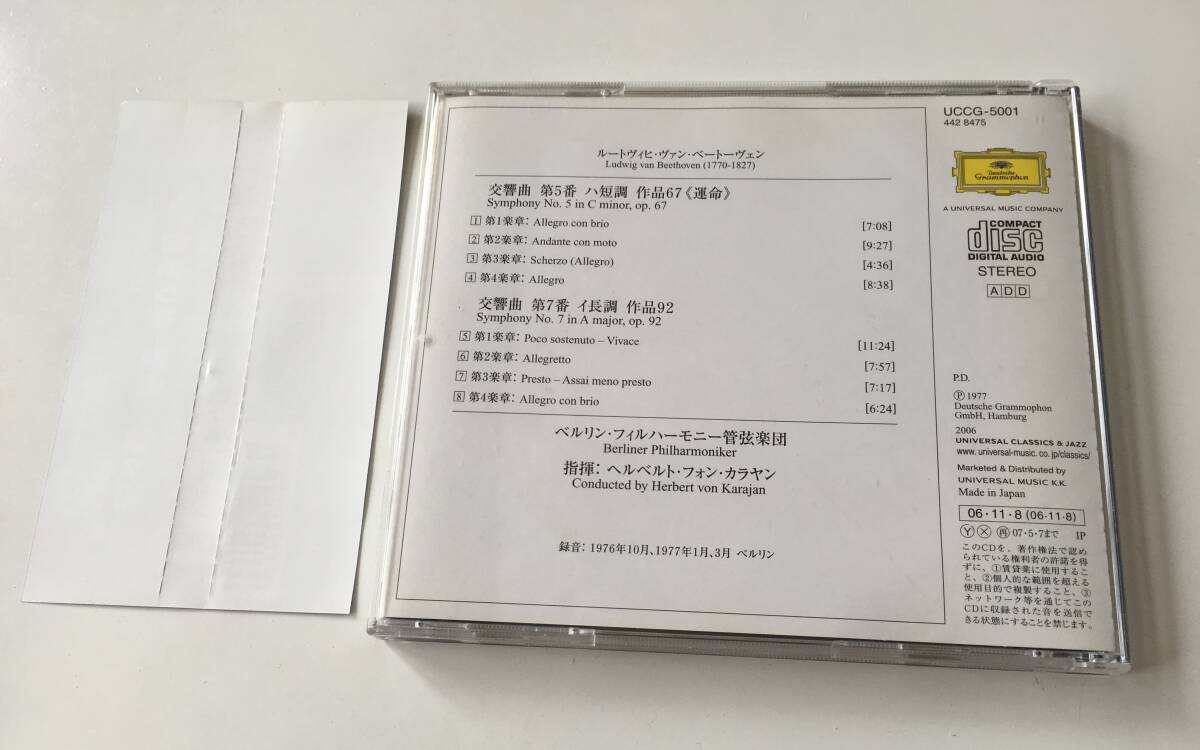 ルートヴィヒ・ヴァン・ベートーヴェン
Ludwig van Beethoven (1770-1827)
交響曲 第5番 ハ短調 作品67《運命》
Symphony No. 5 in C minor, op. 67
1 第1楽章: Allegro con brio [7:08]
2 第2楽章: Andante con moto [9:27]
3 第3楽章: Scherzo (Allegro) [4:36]
4 第4楽章: Allegro [8:38]
交響曲 第7番 イ長調 作品92
Symphony No. 7 in A major, op. 92
5 第1楽章: Poco sostenuto – Vivace [11:24]
6 第2楽章: Allegretto [7:57]
7 第3楽章: Presto – Assai meno presto [7:17]
8 第4楽章: Allegro con brio [6:24]
ベルリン・フィルハーモニー管弦楽団
Berliner Philharmoniker
指揮: ヘルベルト・フォン・カラヤン
Conducted by Herbert von Karajan
録音: 1976年10月、1977年1月、3月 ベルリン
UCCG-5001
442 8475
Deutsche
Grammophon
A UNIVERSAL MUSIC COMPANY
COMPACT
disc
DIGITAL AUDIO
STEREO
ADD
P.D.
Ⓟ 1977
Deutsche Grammophon
GmbH, Hamburg
2006
UNIVERSAL CLASSICS & JAZZ
www. universal-music. co. jp/classics/
Marketed & Distributed by
UNIVERSAL MUSIC K.K.
Made in Japan
06・11・8 (06・11・8)
Ⓨ Ⓧ 再 07・5・7まで 1P
このCDを、著作権法で認め
られている権利者の許諾を得
ずに、①賃貸業に使用するこ
と、②個人的な範囲を超える
使用目的で複製すること、③
ネットワーク等を通じてこの
CDに収録された音を送信で
きる状態にすることを禁じます。